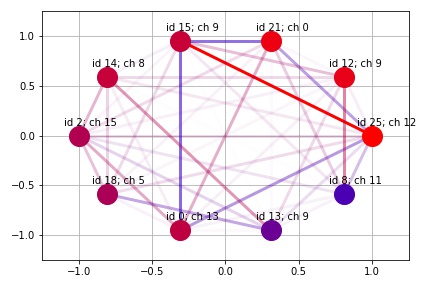 id 15; ch 9
id 21; ch 0
id 14; ch 8
id 12; ch 9
id 2; ch 15
id 25; ch 12
id 18; ch 5
id 8; ch 11
id 0; ch 13
id 13; ch 9
1.0
0.5
0.0
−0.5
−1.0
−1.0
−0.5
0.0
0.5
1.0